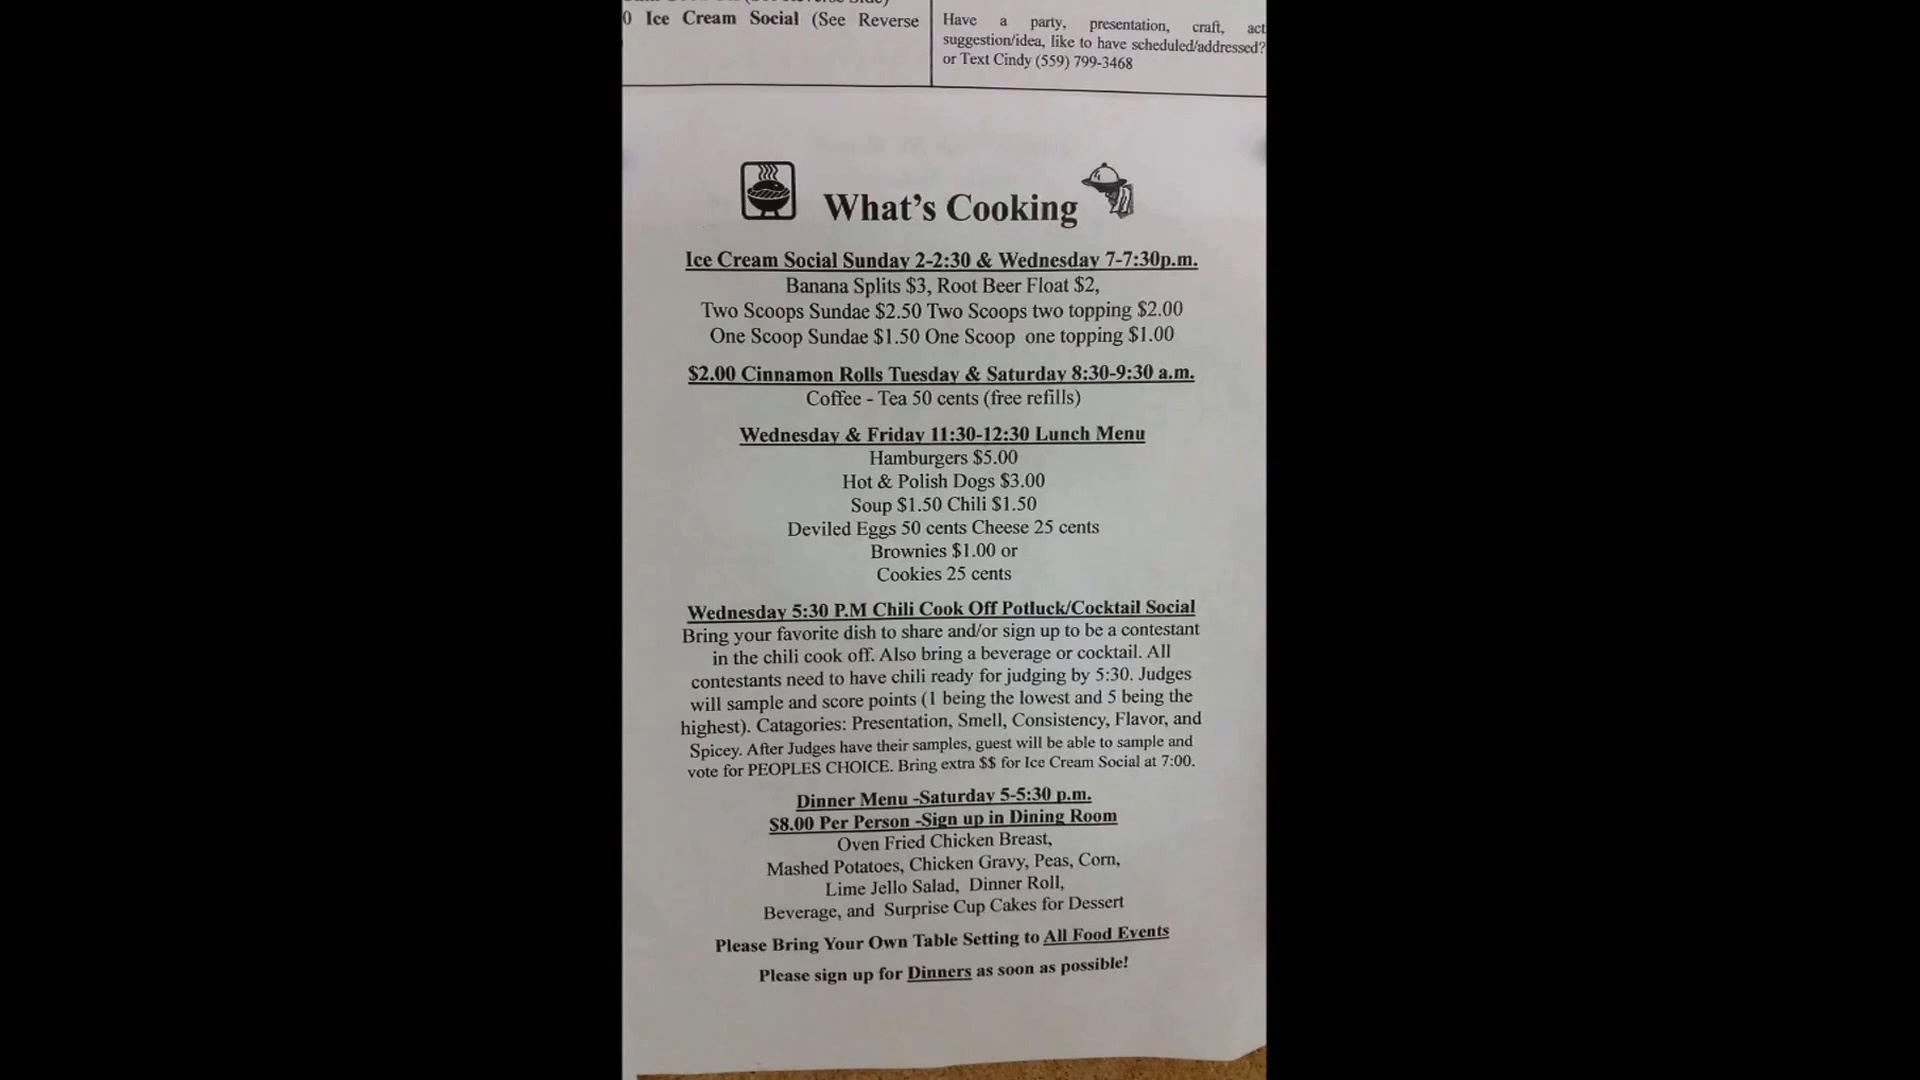 0 Ice Cream Social (See Reverse
Have a party, presentation, craft, act
suggestion/idea, like to have scheduled/addressed?
or Text Cindy (559) 799-3468
What's Cooking
Ice Cream Social Sunday 2-2:30 & Wednesday 7-7:30p.m.
Banana Splits $3, Root Beer Float $2,
Two Scoops Sundae $2.50 Two Scoops two topping $2.00
One Scoop Sundae $1.50 One Scoop one topping $1.00
$2.00 Cinnamon Rolls Tuesday & Saturday 8:30-9:30 a.m.
Coffee - Tea 50 cents (free refills)
Wednesday & Friday 11:30-12:30 Lunch Menu
Hamburgers $5.00
Hot & Polish Dogs $3.00
Soup $1.50 Chili $1.50
Deviled Eggs 50 cents Cheese 25 cents
Brownies $1.00 or
Cookies 25 cents
Wednesday 5:30 P.M Chili Cook Off Potluck/Cocktail Social
Bring your favorite dish to share and/or sign up to be a contestant
in the chili cook off. Also bring a beverage or cocktail. All
contestants need to have chili ready for judging by 5:30. Judges
will sample and score points (1 being the lowest and 5 being the
highest). Catagories: Presentation, Smell, Consistency, Flavor, and
Spicey. After Judges have their samples, guest will be able to sample and
vote for PEOPLES CHOICE. Bring extra $$ for Ice Cream Social at 7:00.
Dinner Menu -Saturday 5-5:30 p.m.
$8.00 Per Person -Sign up in Dining Room
Oven Fried Chicken Breast,
Mashed Potatoes, Chicken Gravy, Peas, Corn,
Lime Jello Salad, Dinner Roll,
Beverage, and Surprise Cup Cakes for Dessert
Please Bring Your Own Table Setting to All Food Events
Please sign up for Dinners as soon as possible!